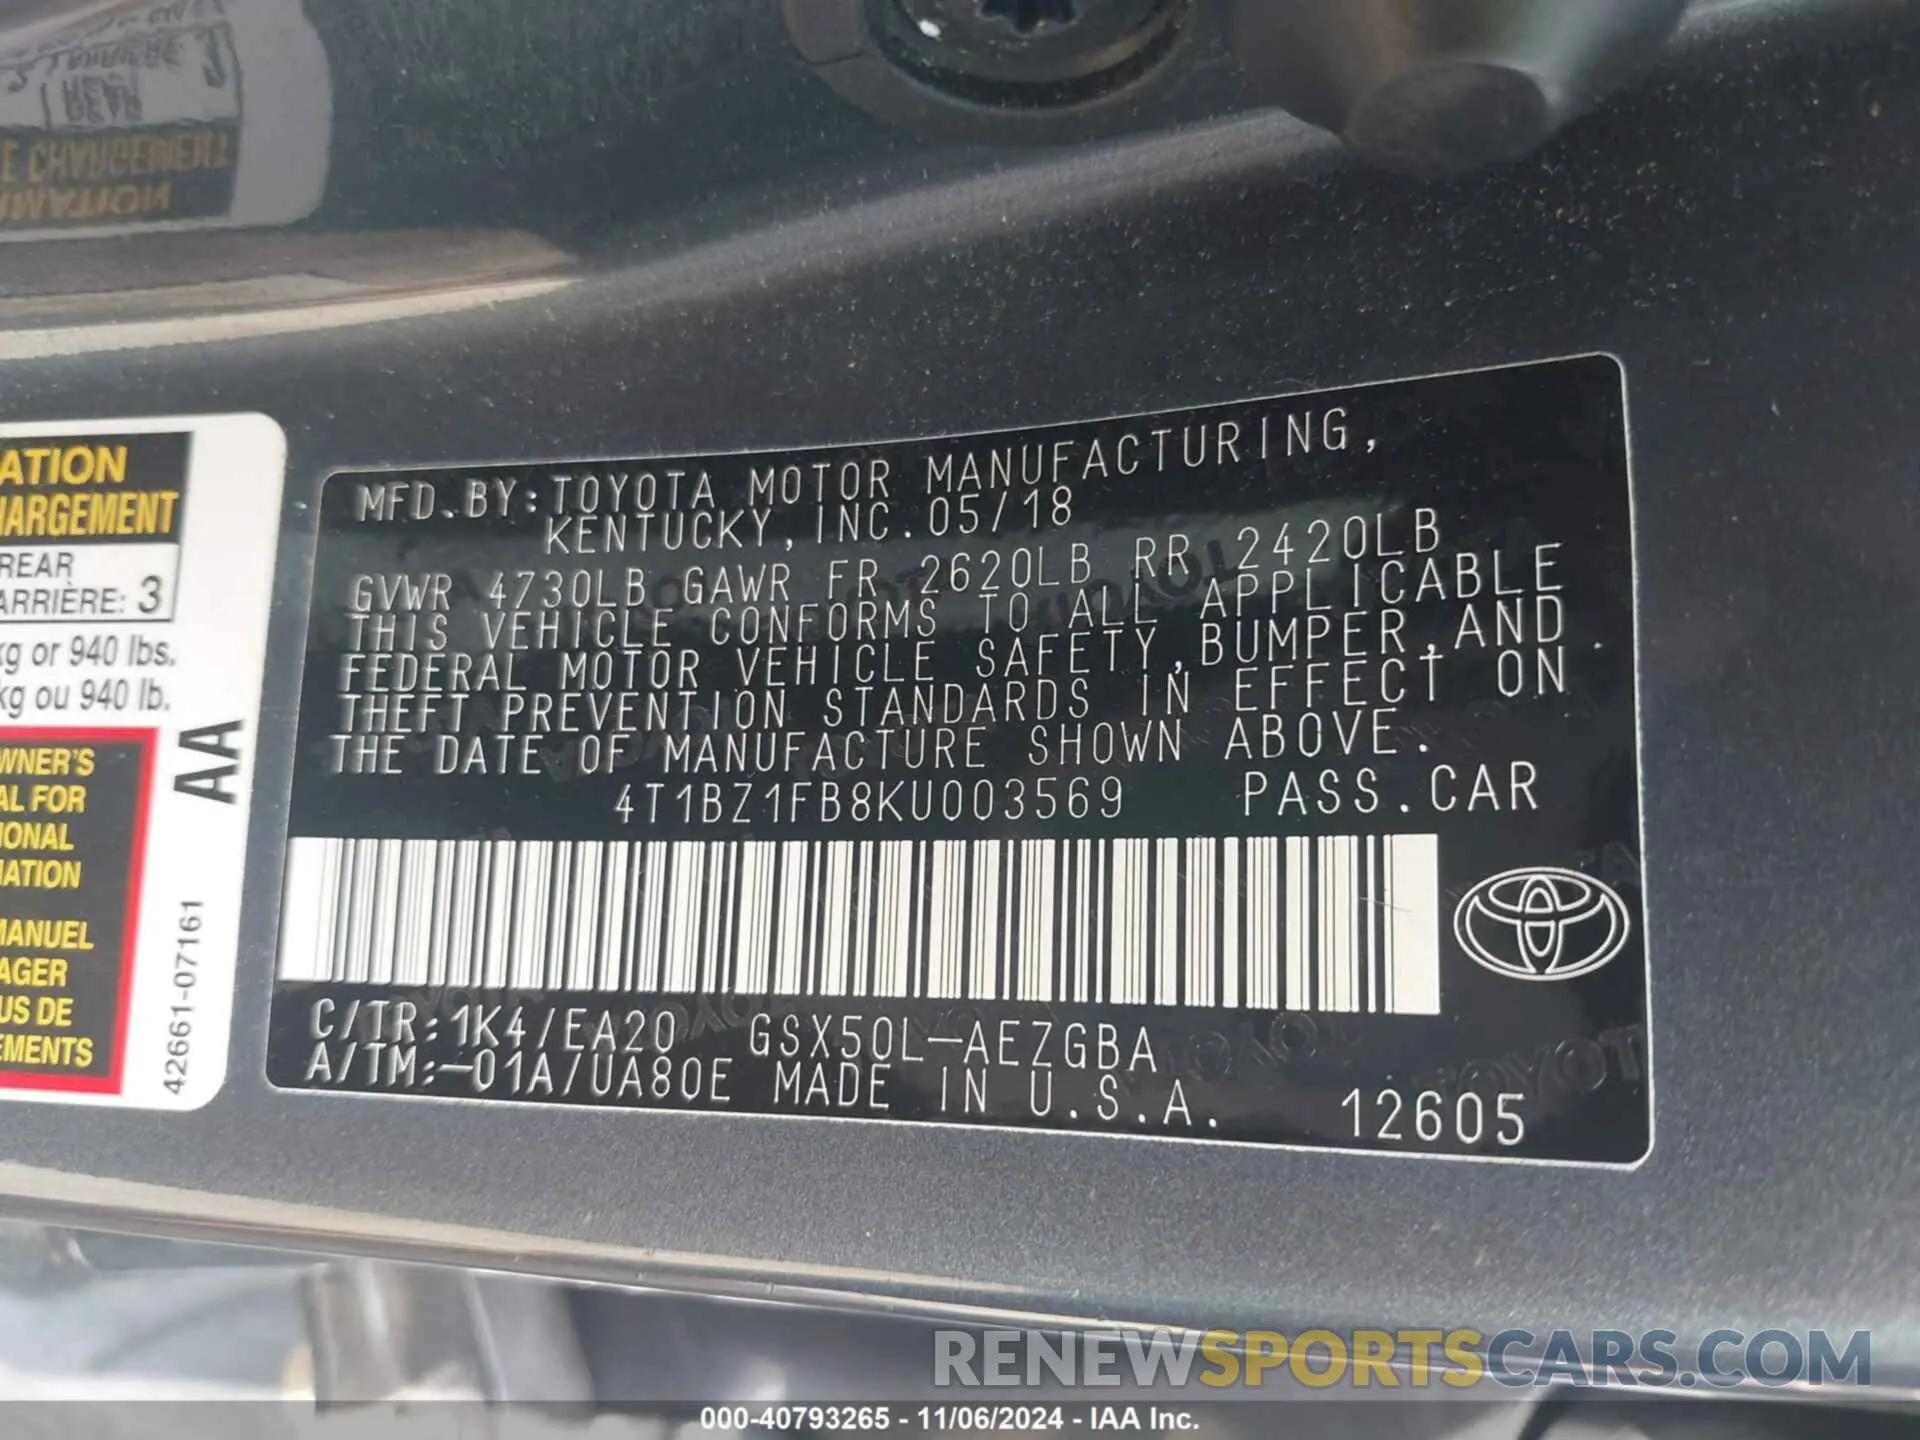 ARRIÈRE
REAR
E CHARGEMENT
RMATION
ATION
HARGEMENT
REAR
ARRIÈRE: 3
kg or 940 lbs.
kg ou 940 lb.
WNER'S
AL FOR
IONAL
MATION
MANUEL
AGER
US DE
EMENTS
AA
42661-07161
MFD.BY:TOYOTA MOTOR MANUFACTURING,
KENTUCKY,INC.05/18
GVWR 4730LB GAWR FR 2620LB RR 2420LB
THIS VEHICLE CONFORMS TO ALL APPLICABLE
FEDERAL MOTOR VEHICLE SAFETY,BUMPER,AND
THEFT PREVENTION STANDARDS IN EFFECT ON
THE DATE OF MANUFACTURE SHOWN ABOVE.
4T1BZ1FB8KU003569 PASS.CAR
C/TR:1K4/EA20 GSX50L-AEZGBA
A/TM:-01A/UA80E MADE IN U.S.A.
12605
RENEWSPORTSCARS.COM
000-40793265 - 11/06/2024 - IAA Inc.